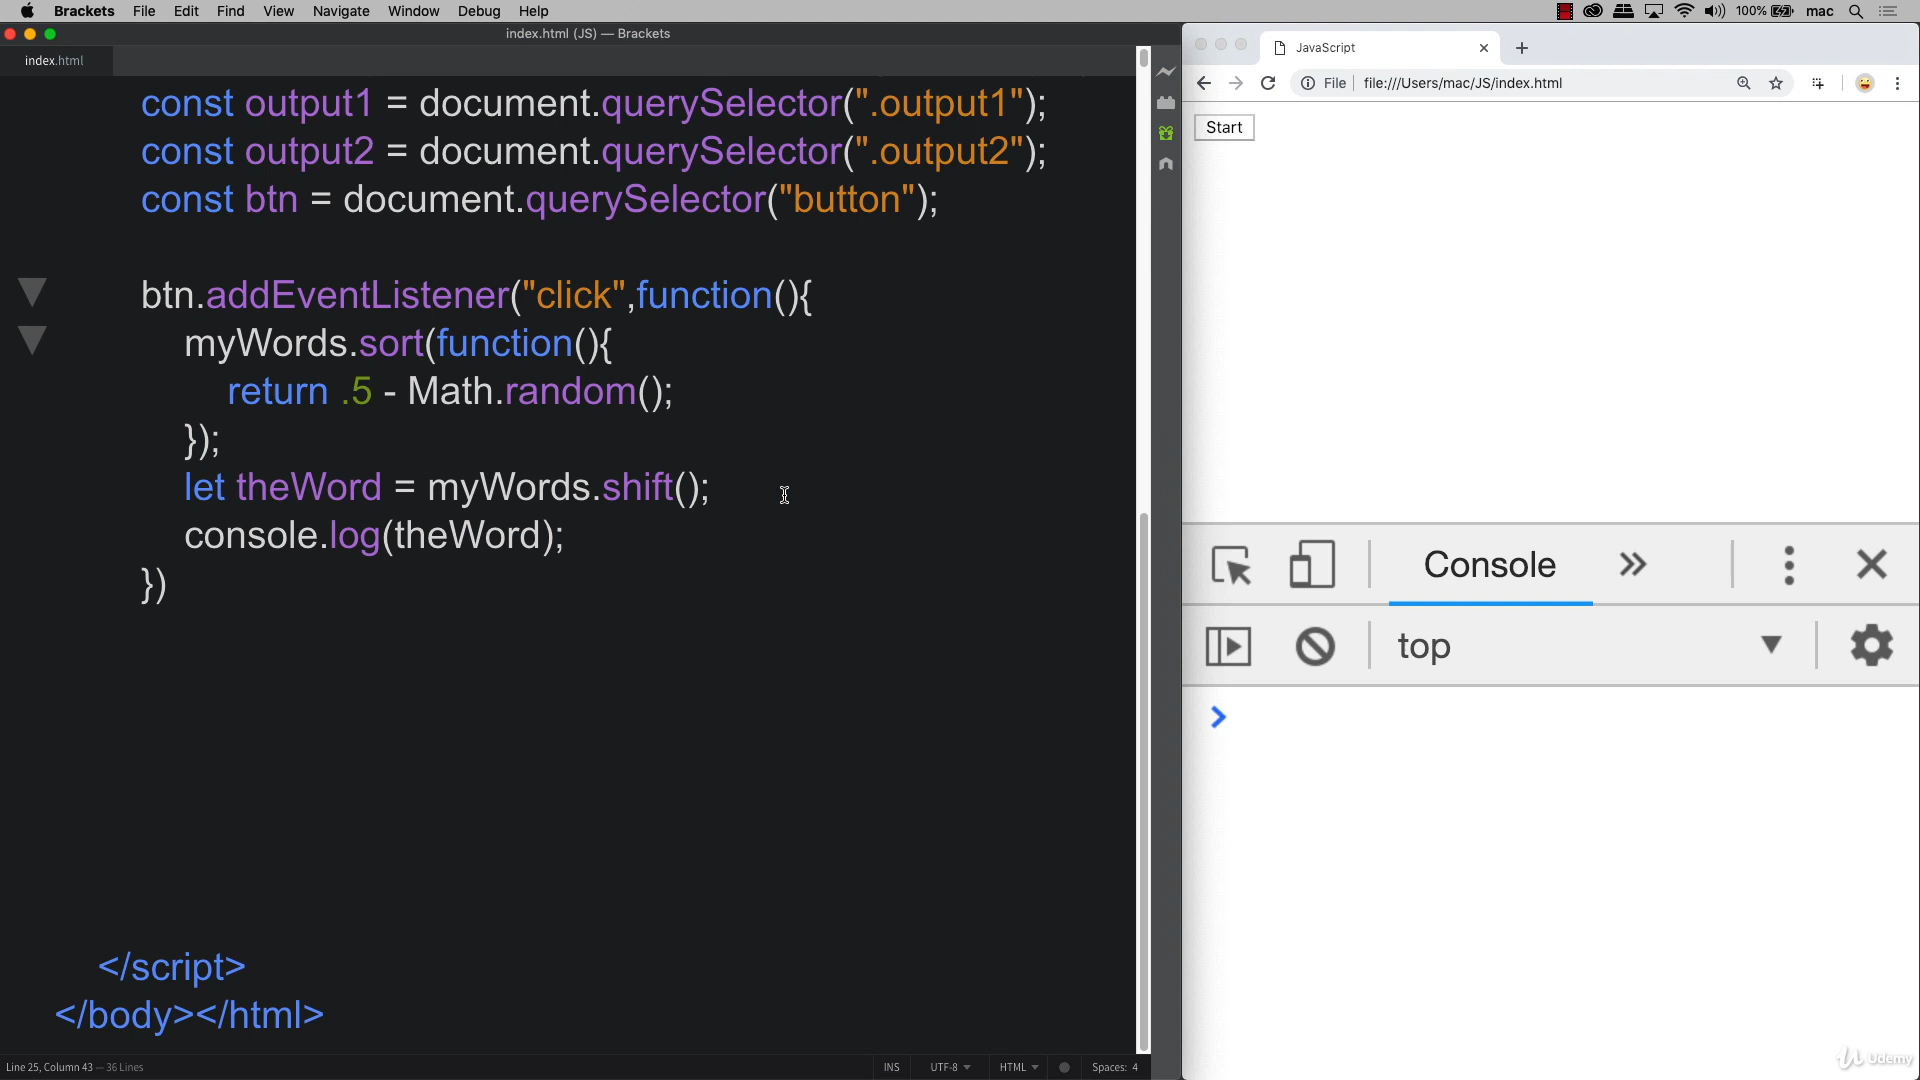 Brackets File Edit Find View Navigate Window Debug Help
100% mac
index.html (JS) — Brackets
index.html
const output1 = document.querySelector(".output1");
const output2 = document.querySelector(".output2");
const btn = document.querySelector("button");
btn.addEventListener("click",function(){
myWords.sort(function(){
return .5 - Math.random();
});
let theWord = myWords.shift();
console.log(theWord);
})
</script>
</body></html>
Line 25, Column 43 — 36 Lines
INS UTF-8 HTML Spaces: 4
JavaScript
File file:///Users/mac/JS/index.html
Start
Console
top
Udemy